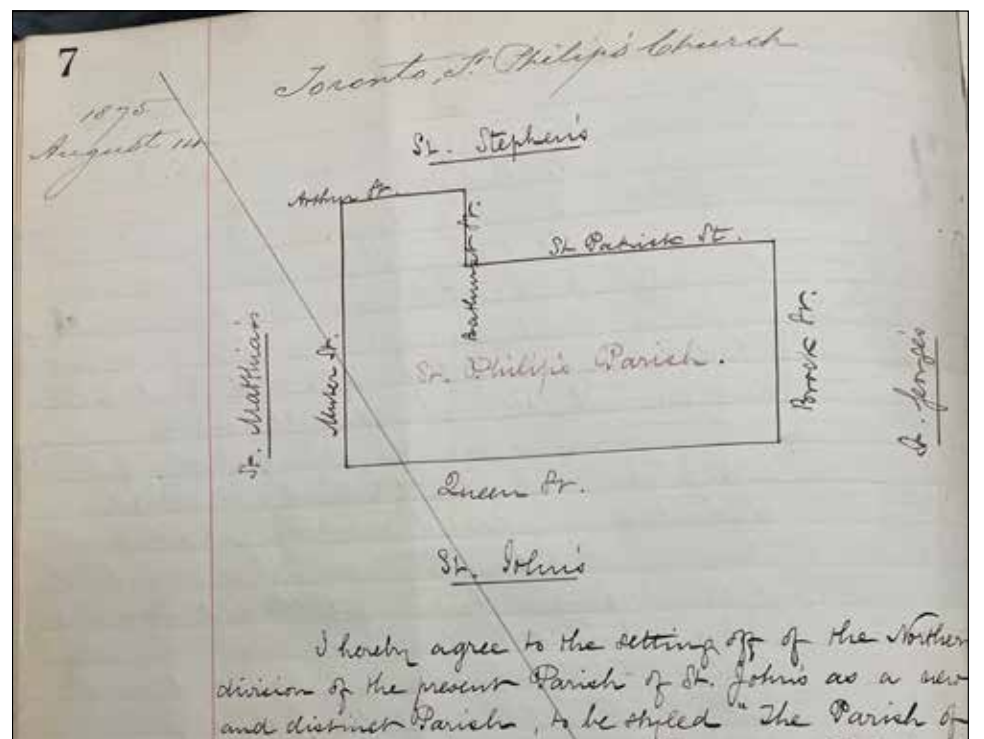 7
Toronto, St. Philip's Church
1875
August 14
St. Stephen's
Arthur St.
Bathurst St.
St. Patrick St.
St. Matthias
St.
St. Philip's Parish.
Brock St.
St. George's
Queen St.
St. John's
I hereby agree to the setting off of the Northern
division of the present Parish of St. John's as a new
and distinct Parish, to be styled "The Parish of